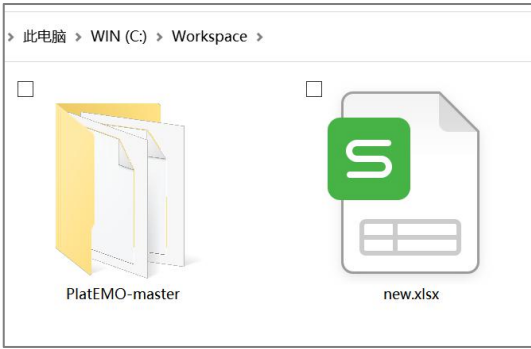 > 此电脑 > WIN (C:) > Workspace >
PlatEMO-master
new.xlsx